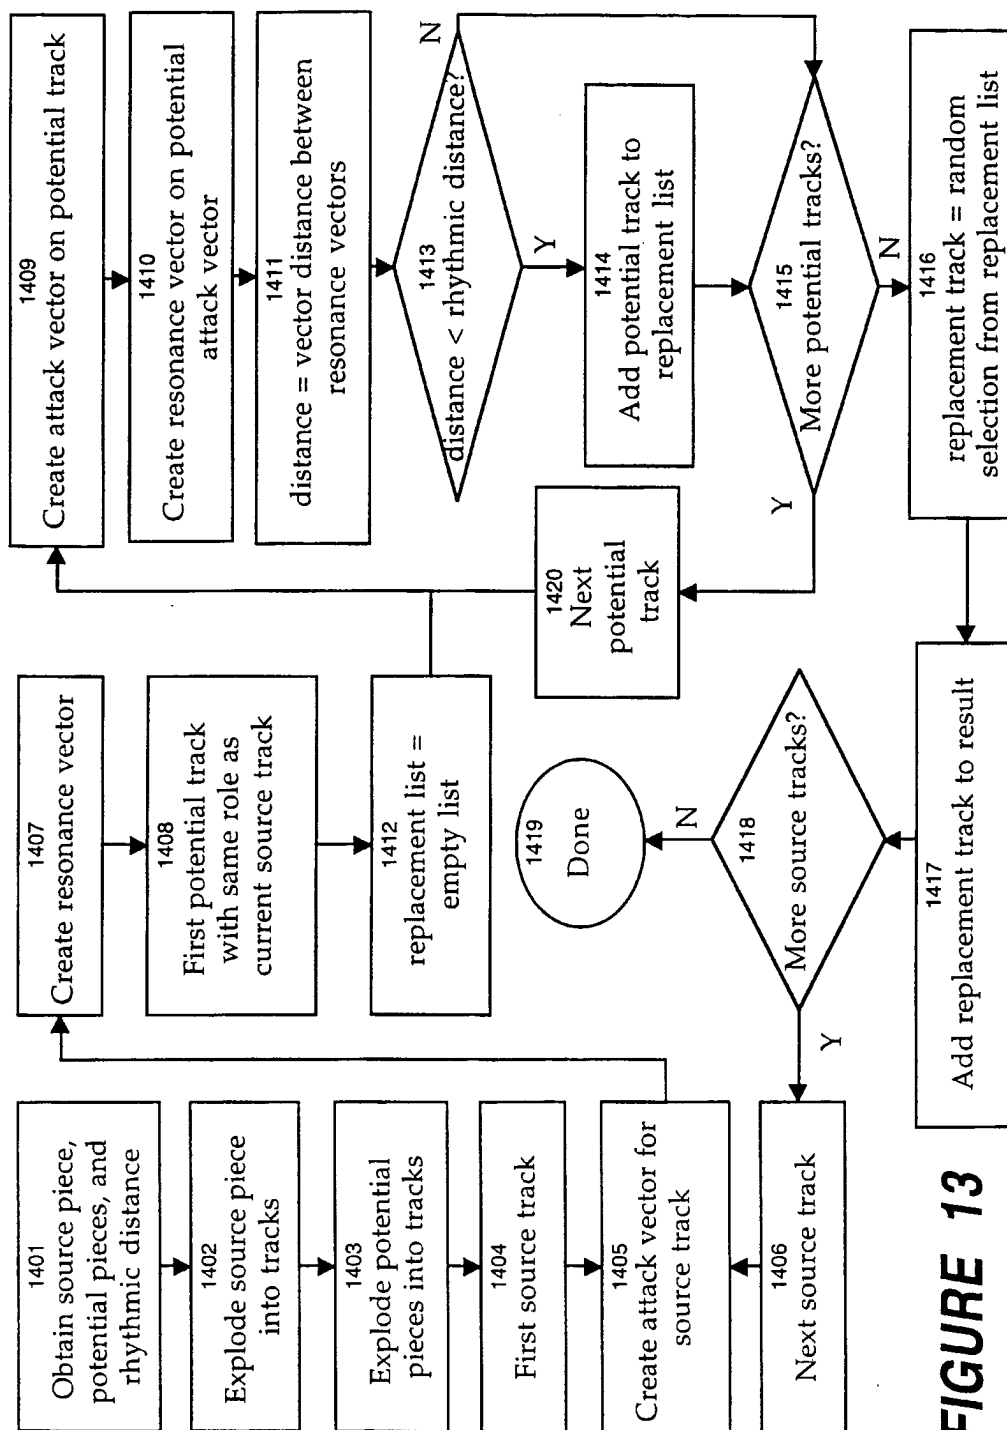 1401
Obtain source piece,
potential pieces, and
rhythmic distance
1402
Explode source piece
into tracks
1403
Explode potential
pieces into tracks
1404
First source track
1405
Create attack vector for
source track
1406
Next source track
1407
Create resonance vector
1408
First potential track
with same role as
current source track
1412
replacement list =
empty list
1409
Create attack vector on potential track
1410
Create resonance vector on potential
attack vector
1411
distance = vector distance between
resonance vectors
1413
distance < rhythmic distance?
N
Y
1414
Add potential track to
replacement list
1415
More potential tracks?
Y
N
1420
Next
potential
track
1416
replacement track = random
selection from replacement list
1417
Add replacement track to result
1418
More source tracks?
N
Y
1419
Done
FIGURE 13